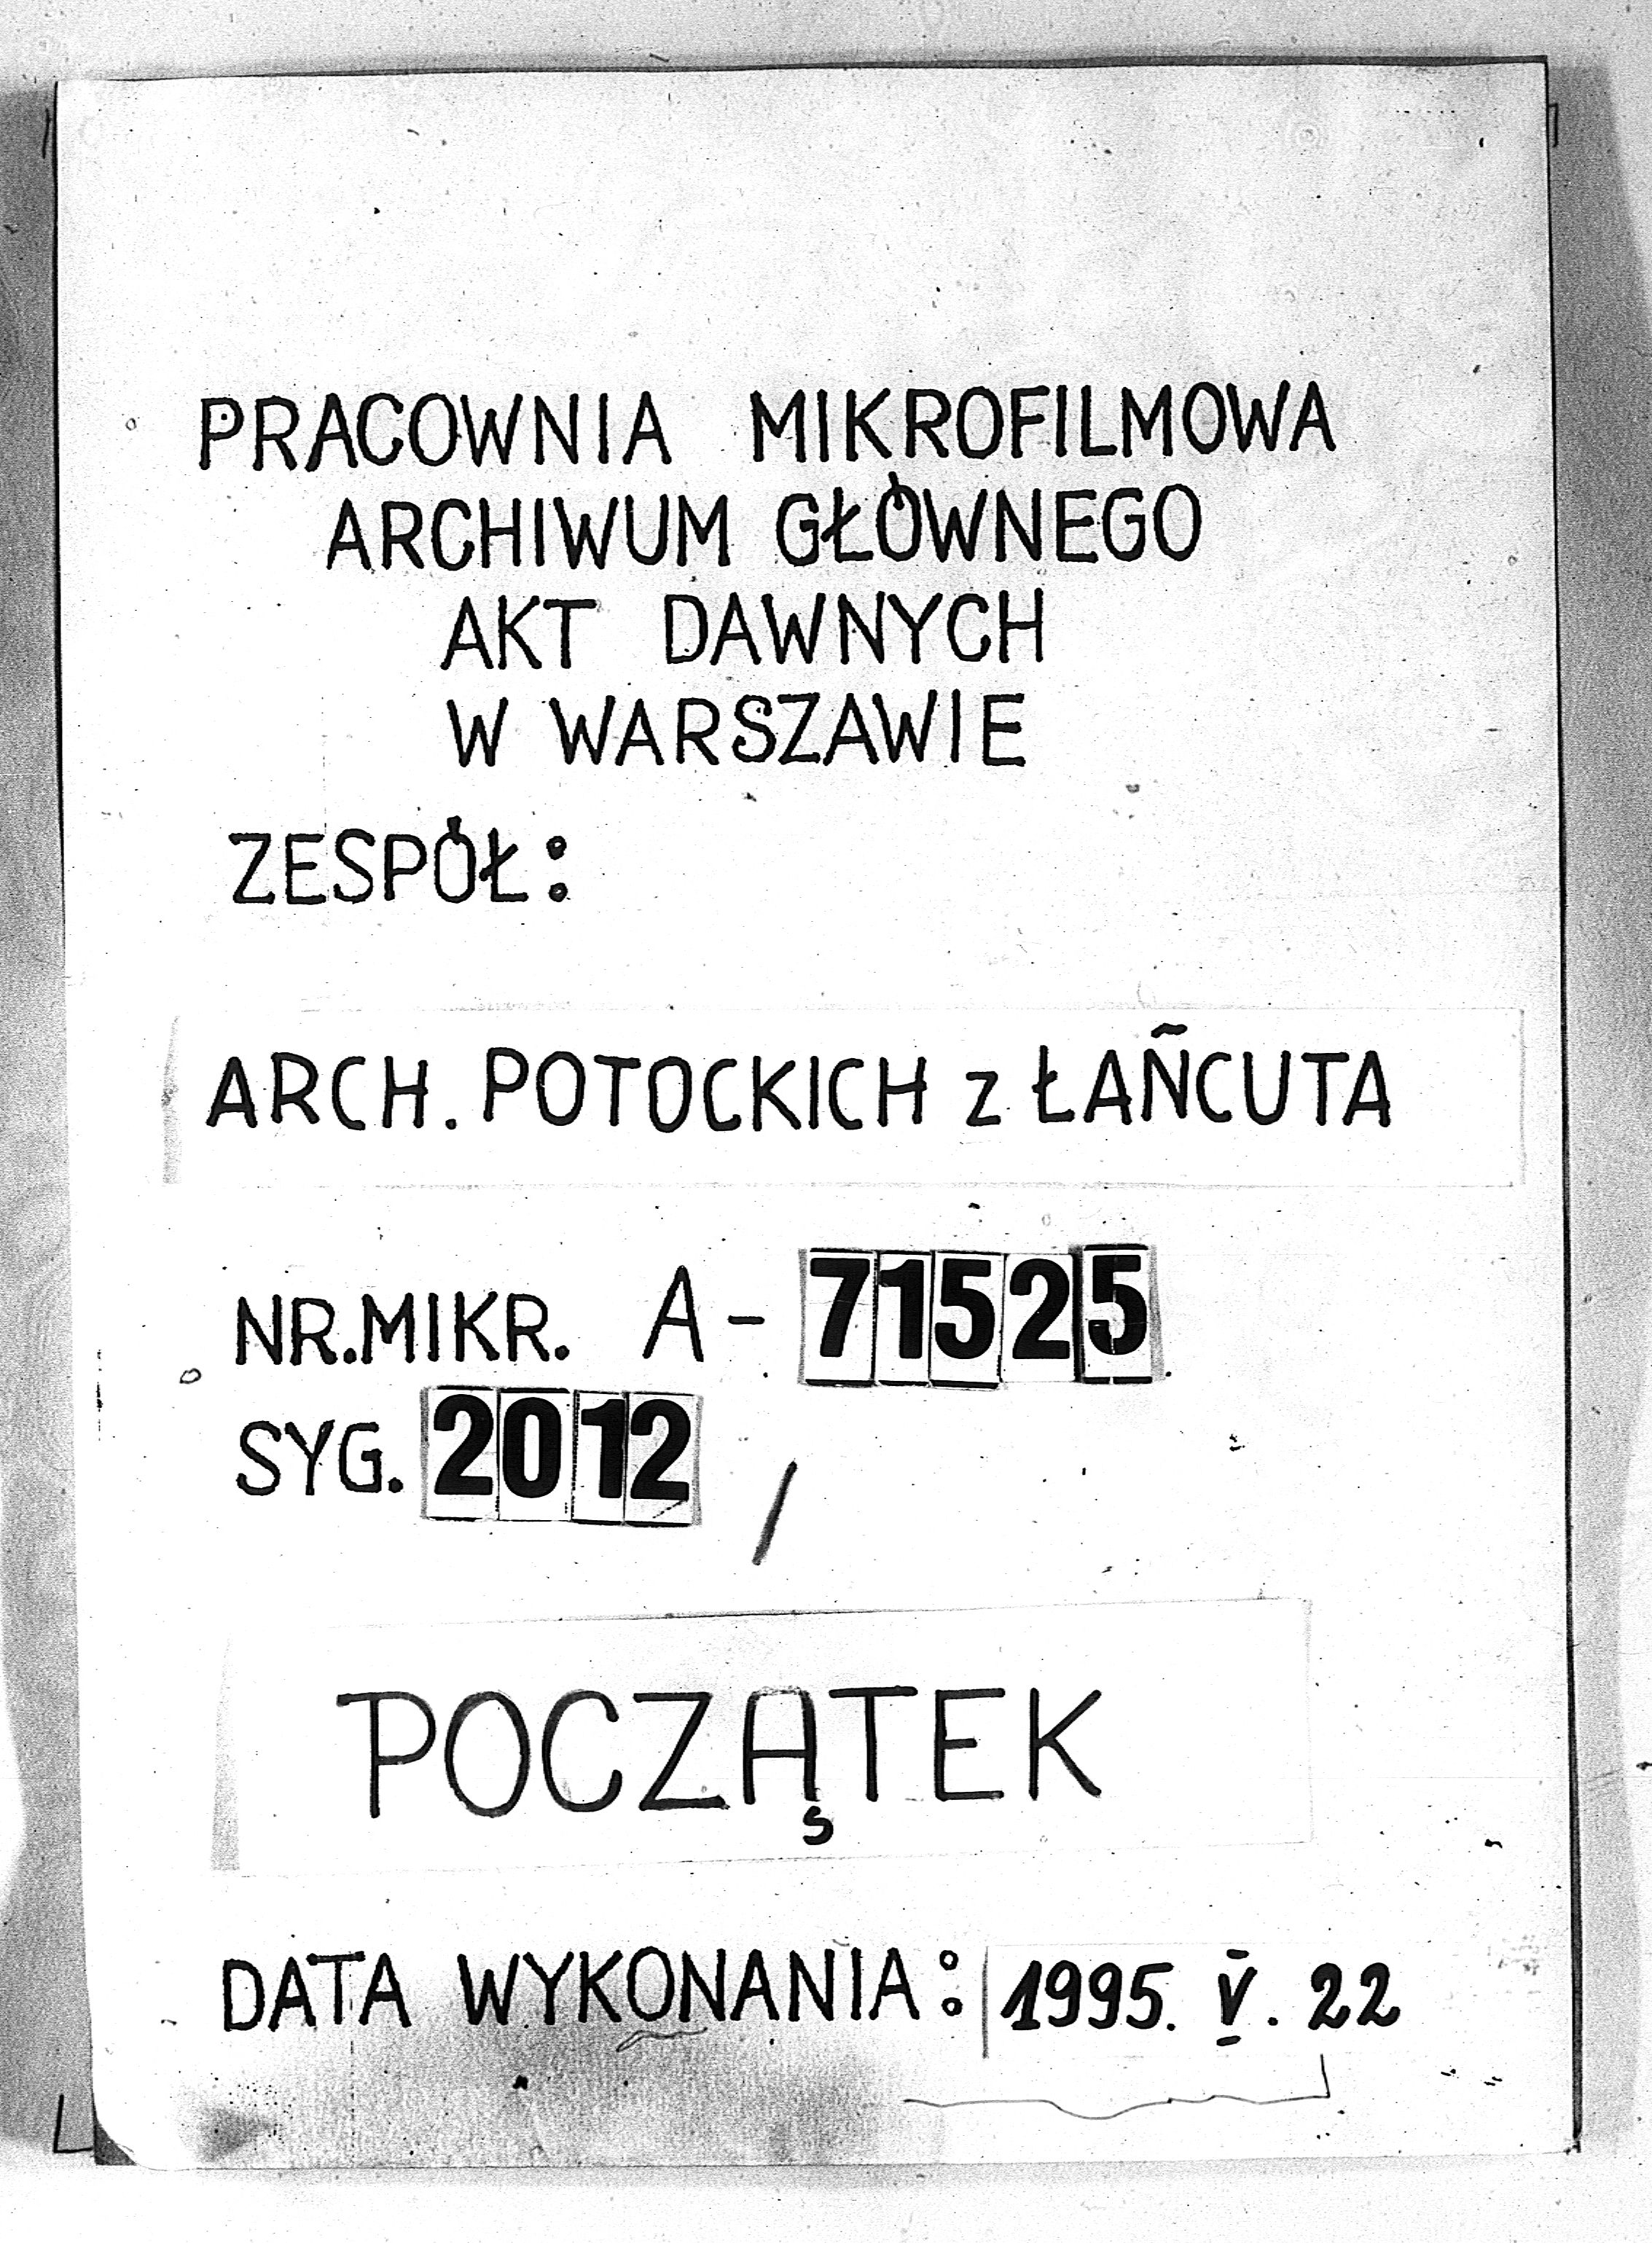 PRACOWNIA MIKROFILMOWA
ARCHIWUM GŁÓWNEGO
AKT DAWNYCH
W WARSZAWIE
ZESPÓŁ:
ARCH. POTOCKICH z ŁAÑCUTA
NR.MIKR. A-71525
SYG. 2012 /
POCZĄTEK
DATA WYKONANIA: 1995. V. 22